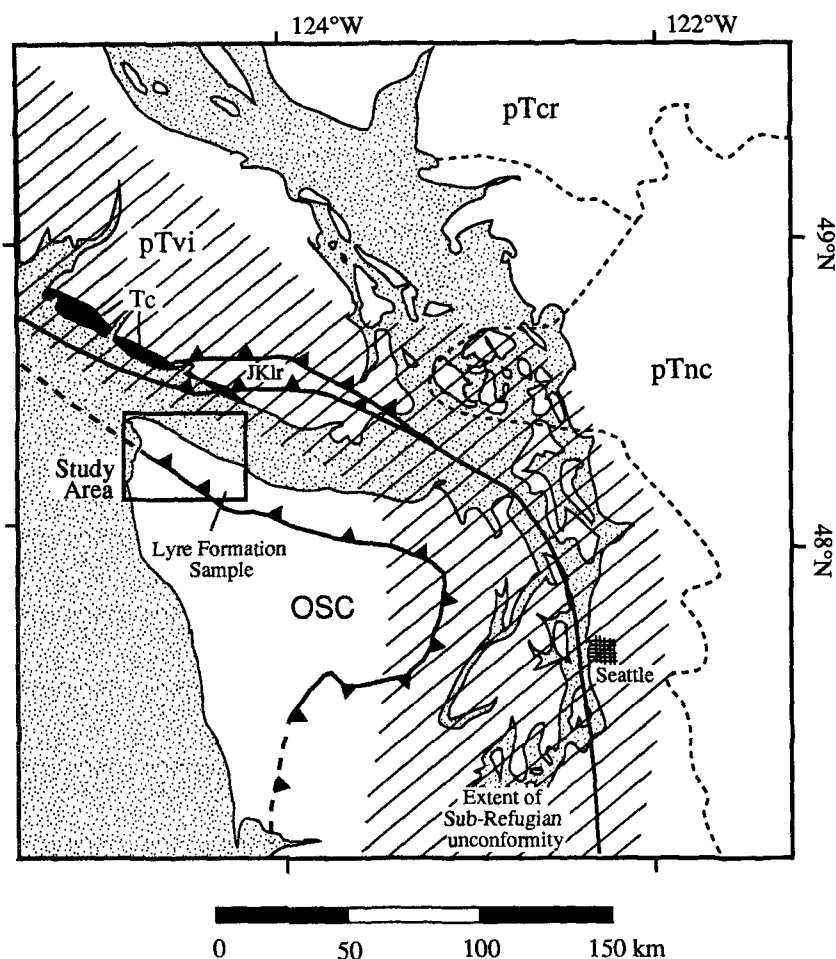 124°W
122°W
pTcr
49°N
pTvi
Tc
pTnc
JKlr
Study
Area
48°N
Lyre Formation
Sample
OSC
Seattle
Extent of
Sub-Refugian
unconformity
0 50 100 150 km